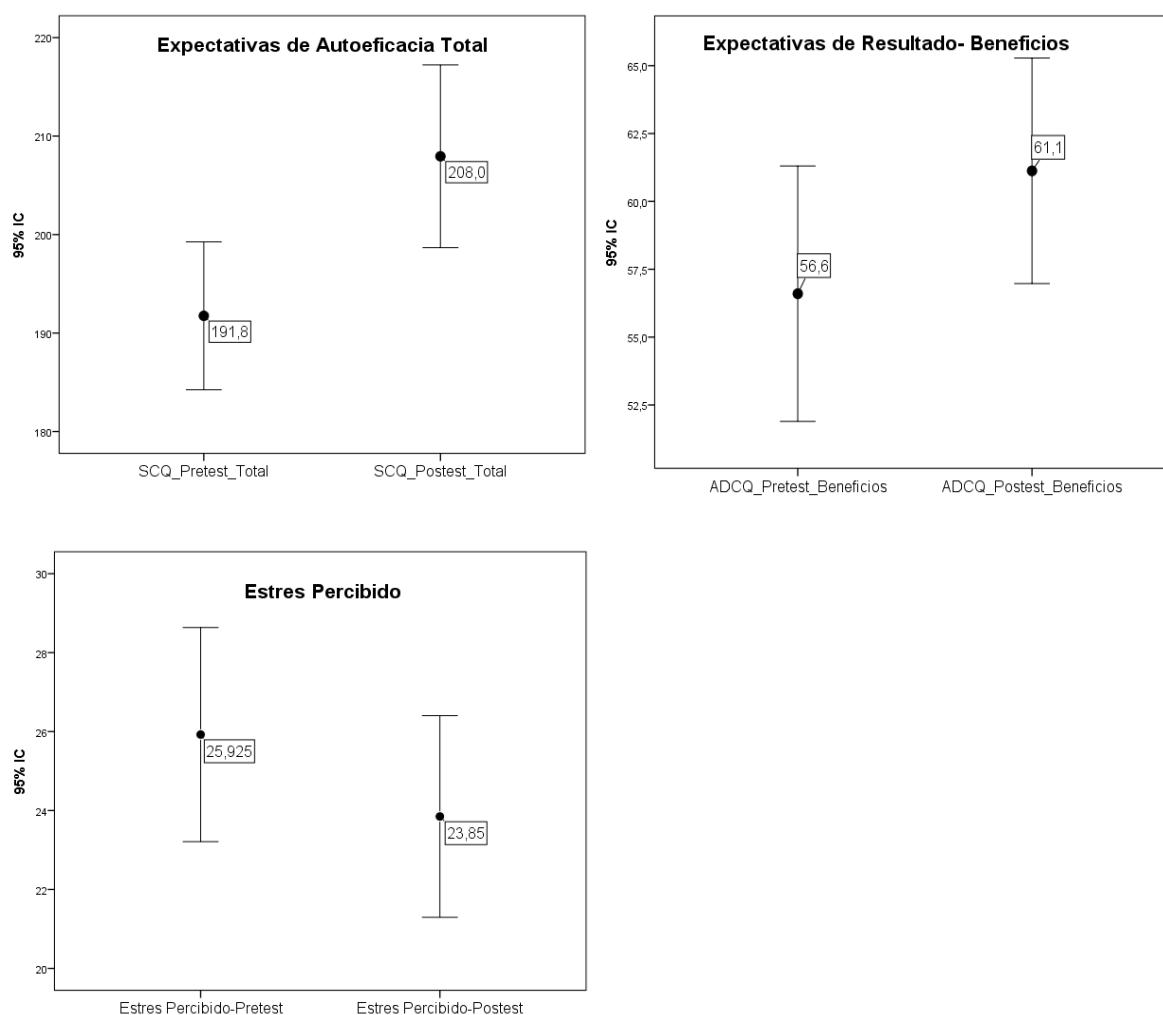 Expectativas de Autoeficacia Total
220
210
200
190
180
95% IC
191,8
208,0
SCQ_Pretest_Total
SCQ_Postest_Total
Expectativas de Resultado- Beneficios
65,0
62,5
60,0
57,5
55,0
52,5
95% IC
56,6
61,1
ADCQ_Pretest_Beneficios
ADCQ_Postest_Beneficios
Estres Percibido
30
28
26
24
22
20
95% IC
25,925
23,85
Estres Percibido-Pretest
Estres Percibido-Postest